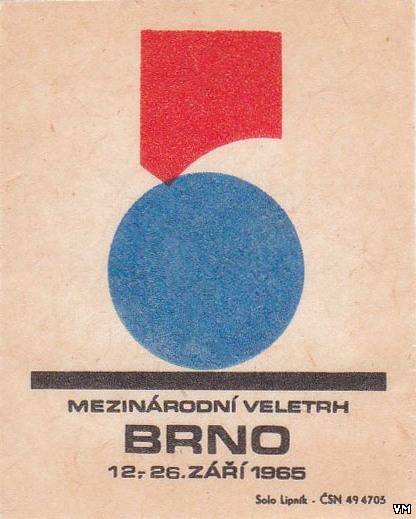 MEZINÁRODNÍ VELETRH
BRNO
12.-26. ZÁŘÍ 1965
Solo Lipník - ČSN 49 4705
VM